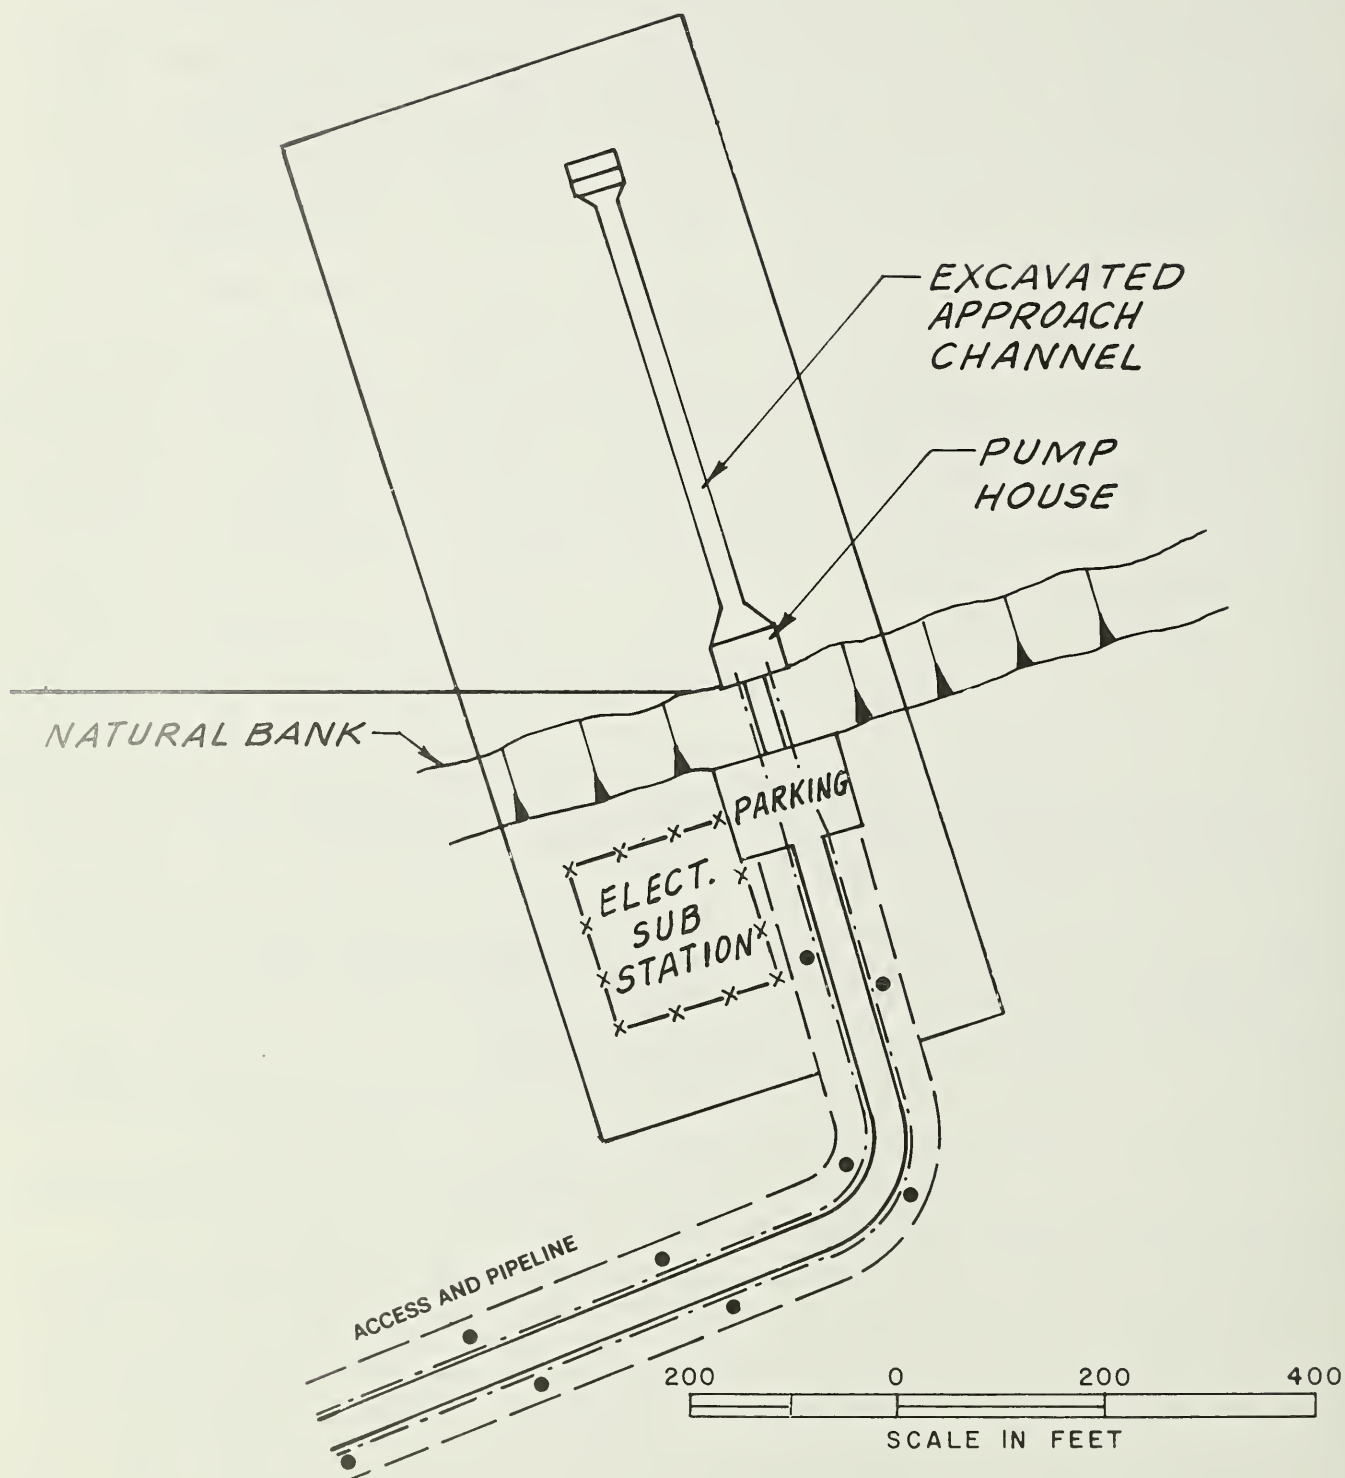 EXCAVATED
APPROACH
CHANNEL
PUMP
HOUSE
NATURAL BANK
PARKING
ELECT.
SUB
STATION
ACCESS AND PIPELINE
200 0 200 400
SCALE IN FEET